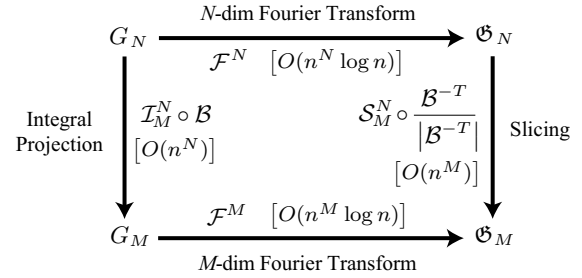 N-dim Fourier Transform
G_N 𝔊_N
ℱ^N [O(n^N log n)]
Integral
Projection
ℐ^N_M ∘ ℬ
[O(n^N)]
𝒮^N_M ∘ ℬ^{-T} / |ℬ^{-T}|
[O(n^M)]
Slicing
ℱ^M [O(n^M log n)]
G_M 𝔊_M
M-dim Fourier Transform